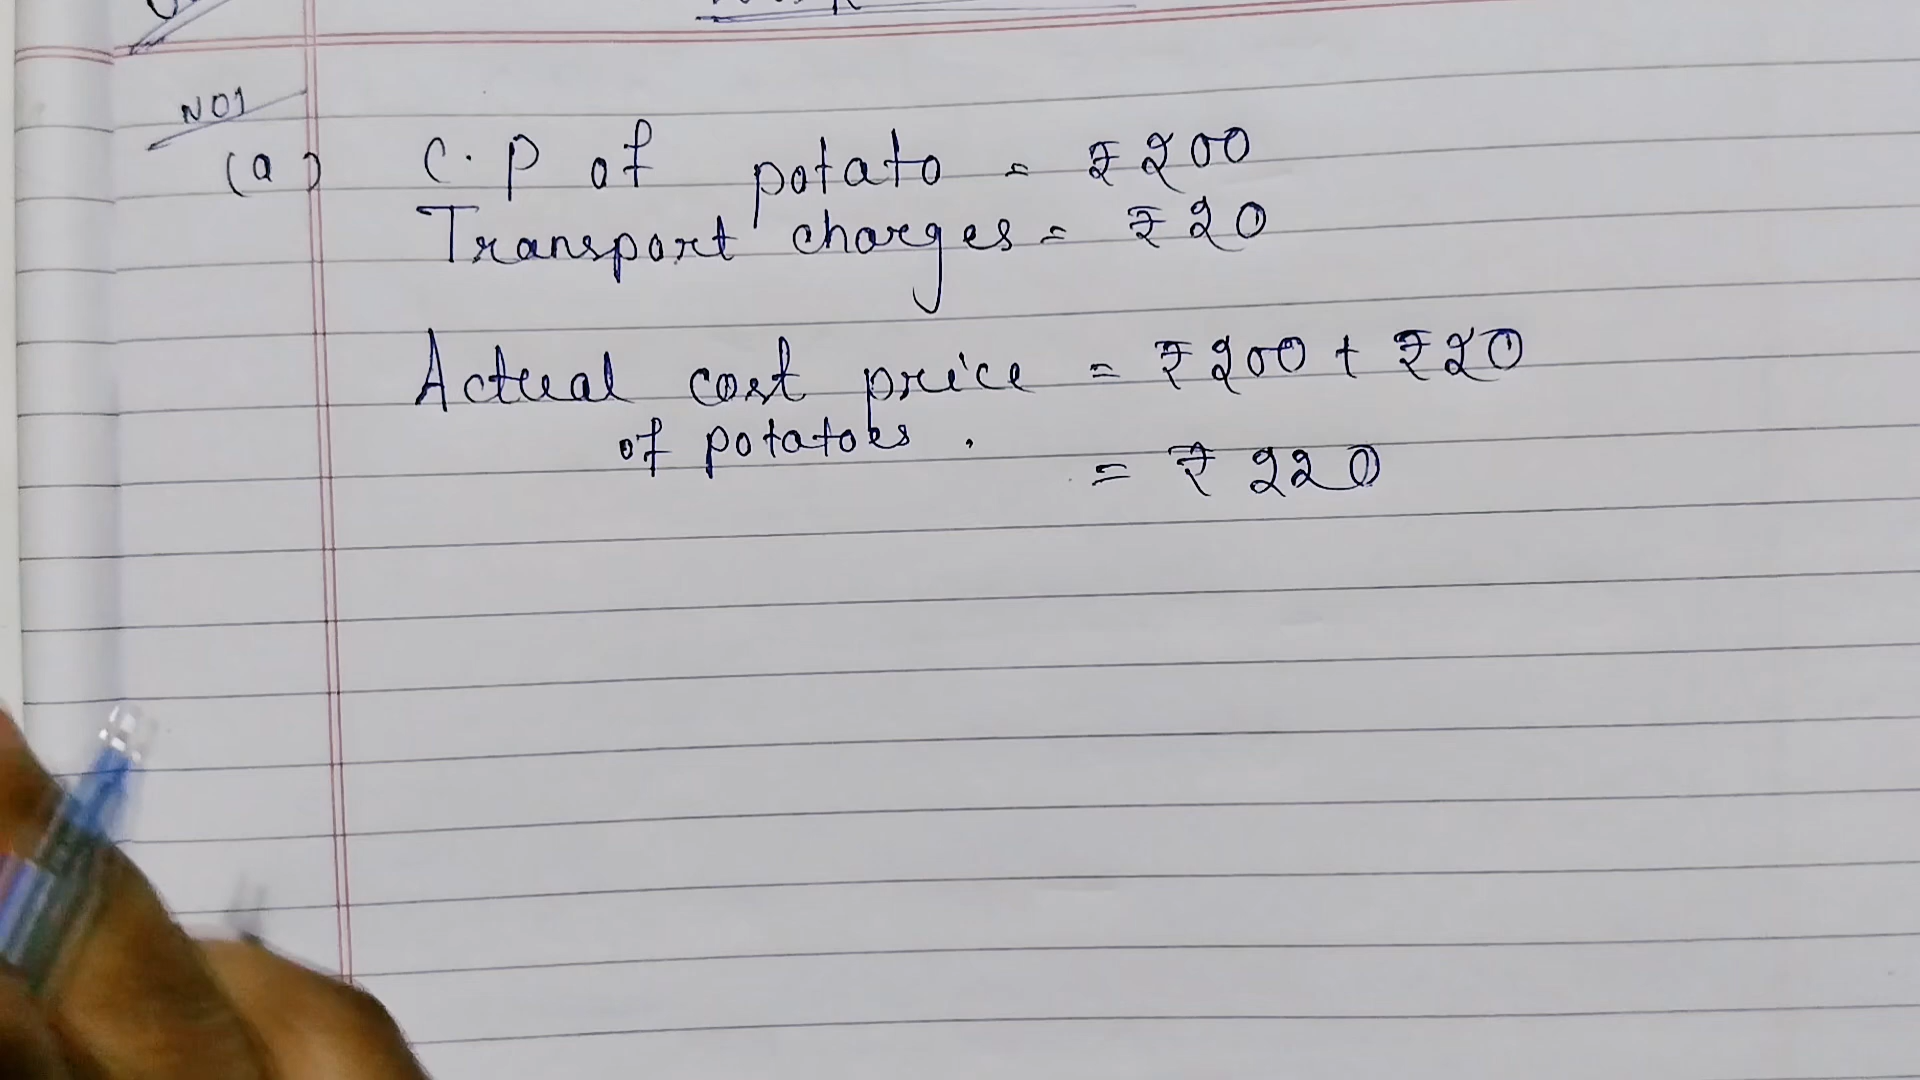 NO1
(a) C.P of potato = ₹200
Transport charges = ₹20
Actual cost price = ₹200 + ₹20
of potatoes.
= ₹ 220